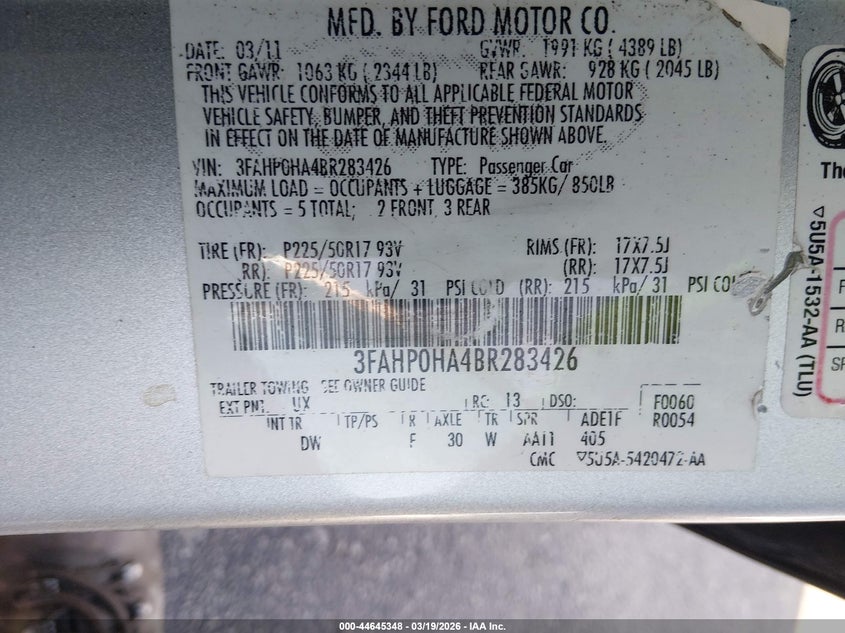 MFD. BY FORD MOTOR CO.
DATE: 03/11 GVWR: 1991 KG ( 4389 LB)
FRONT GAWR: 1063 KG ( 2344 LB) REAR GAWR: 928 KG ( 2045 LB)
THIS VEHICLE CONFORMS TO ALL APPLICABLE FEDERAL MOTOR
VEHICLE SAFETY, BUMPER, AND THEFT PREVENTION STANDARDS
IN EFFECT ON THE DATE OF MANUFACTURE SHOWN ABOVE.
VIN: 3FAHP0HA4BR283426 TYPE: Passenger Car
MAXIMUM LOAD = OCCUPANTS + LUGGAGE = 385KG/ 850LB
OCCUPANTS = 5 TOTAL; 2 FRONT, 3 REAR
TIRE (FR): P225/50R17 93V RIMS (FR): 17X7.5J
RR): P225/50R17 93V (RR): 17X7.5J
PRESSURE (FR): 215 kPa/ 31 PSI COLD (RR): 215 kPa/ 31 PSI COL
3FAHP0HA4BR283426
TRAILER TOWING SEE OWNER GUIDE
EXT PNT: UX RC: 13 DSO: F0060
INT TR TP/PS R AXLE TR SPR ADE1F R0054
DW F 30 W AA11 405
CMC ▽5U5A-5420472-AA
The
▽5U5A-1532-AA (TLU)
F
R
SP
000-44645348 - 03/19/2026 - IAA Inc.